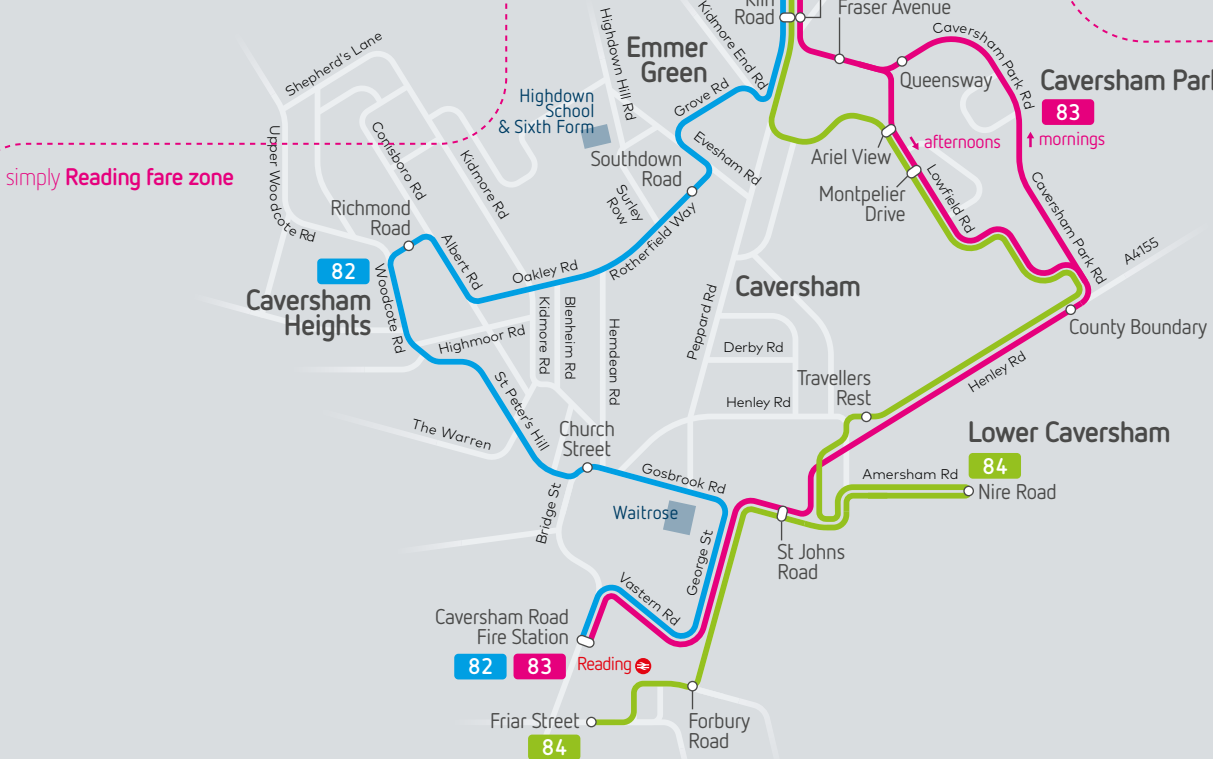 Kiln
Road
Fraser Avenue
Kidmore End Rd
Highdown Hill Rd
Emmer
Green
Shepherd's Lane
Caversham Park Rd
Queensway
Caversham Park
83
mornings
afternoons
Highdown
School
& Sixth Form
Grove Rd
Evesham Rd
Ariel View
Southdown
Road
Montpelier
Drive
Lowfield Rd
simply Reading fare zone
Upper Woodcote Rd
Conisboro Rd
Kidmore Rd
Surley
Row
Richmond
Road
Albert Rd
Rotherfield Way
Oakley Rd
Caversham Park Rd
A4155
82
Caversham
Heights
Woodcote Rd
Caversham
Peppard Rd
County Boundary
Highmoor Rd
Kidmore Rd
Blenheim Rd
Hemdean Rd
Derby Rd
Henley Rd
Travellers
Rest
Henley Rd
St Peter's Hill
The Warren
Church
Street
Lower Caversham
84
Amersham Rd
Nire Road
Gosbrook Rd
Bridge St
Waitrose
George St
St Johns
Road
Vastern Rd
Caversham Road
Fire Station
82
83
Reading
Friar Street
84
Forbury
Road